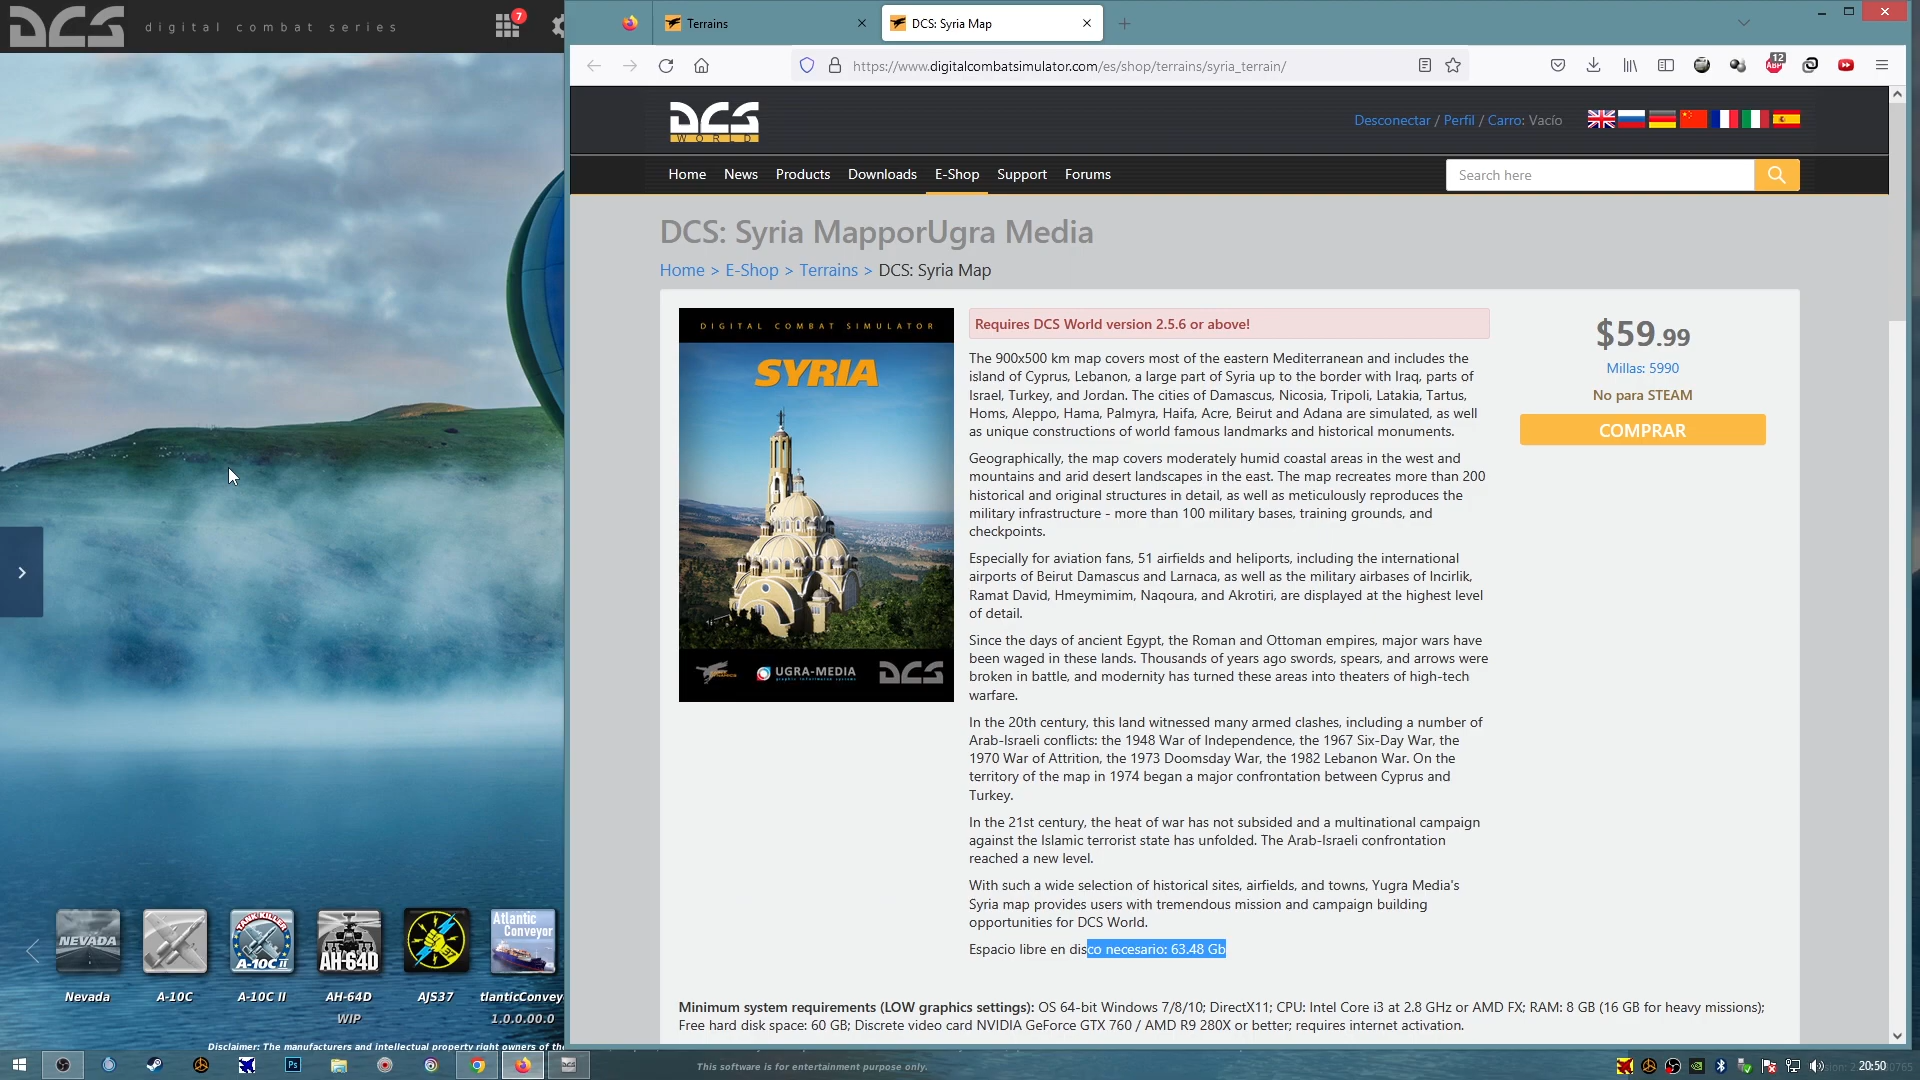 DCS digital combat series
7
Terrains
DCS: Syria Map
https://www.digitalcombatsimulator.com/es/shop/terrains/syria_terrain/
12
ABP
DCS
WORLD
Desconectar / Perfil / Carro: Vacío
Home News Products Downloads E-Shop Support Forums
Search here
DCS: Syria MapporUgra Media
Home > E-Shop > Terrains > DCS: Syria Map
DIGITAL COMBAT SIMULATOR
SYRIA
UGRA-MEDIA
DCS
Requires DCS World version 2.5.6 or above!
The 900x500 km map covers most of the eastern Mediterranean and includes the
island of Cyprus, Lebanon, a large part of Syria up to the border with Iraq, parts of
Israel, Turkey, and Jordan. The cities of Damascus, Nicosia, Tripoli, Latakia, Tartus,
Homs, Aleppo, Hama, Palmyra, Haifa, Acre, Beirut and Adana are simulated, as well
as unique constructions of world famous landmarks and historical monuments.
Geographically, the map covers moderately humid coastal areas in the west and
mountains and arid desert landscapes in the east. The map recreates more than 200
historical and original structures in detail, as well as meticulously reproduces the
military infrastructure - more than 100 military bases, training grounds, and
checkpoints.
Especially for aviation fans, 51 airfields and heliports, including the international
airports of Beirut Damascus and Larnaca, as well as the military airbases of Incirlik,
Ramat David, Hmeymimim, Naqoura, and Akrotiri, are displayed at the highest level
of detail.
Since the days of ancient Egypt, the Roman and Ottoman empires, major wars have
been waged in these lands. Thousands of years ago swords, spears, and arrows were
broken in battle, and modernity has turned these areas into theaters of high-tech
warfare.
In the 20th century, this land witnessed many armed clashes, including a number of
Arab-Israeli conflicts: the 1948 War of Independence, the 1967 Six-Day War, the
1970 War of Attrition, the 1973 Doomsday War, the 1982 Lebanon War. On the
territory of the map in 1974 began a major confrontation between Cyprus and
Turkey.
In the 21st century, the heat of war has not subsided and a multinational campaign
against the Islamic terrorist state has unfolded. The Arab-Israeli confrontation
reached a new level.
With such a wide selection of historical sites, airfields, and towns, Yugra Media's
Syria map provides users with tremendous mission and campaign building
opportunities for DCS World.
Espacio libre en disco necesario: 63.48 Gb
$59.99
Millas: 5990
No para STEAM
COMPRAR
Minimum system requirements (LOW graphics settings): OS 64-bit Windows 7/8/10; DirectX11; CPU: Intel Core i3 at 2.8 GHz or AMD FX; RAM: 8 GB (16 GB for heavy missions);
Free hard disk space: 60 GB; Discrete video card NVIDIA GeForce GTX 760 / AMD R9 280X or better; requires internet activation.
NEVADA
A-10C II
AH-64D
Atlantic
Conveyor
Nevada A-10C A-10C II AH-64D AJS37 tlanticConvey
WIP 1.0.0.00.0
Disclaimer: The manufacturers and intellectual property right owners of the
This software is for entertainment purpose only.
Ps
20:50